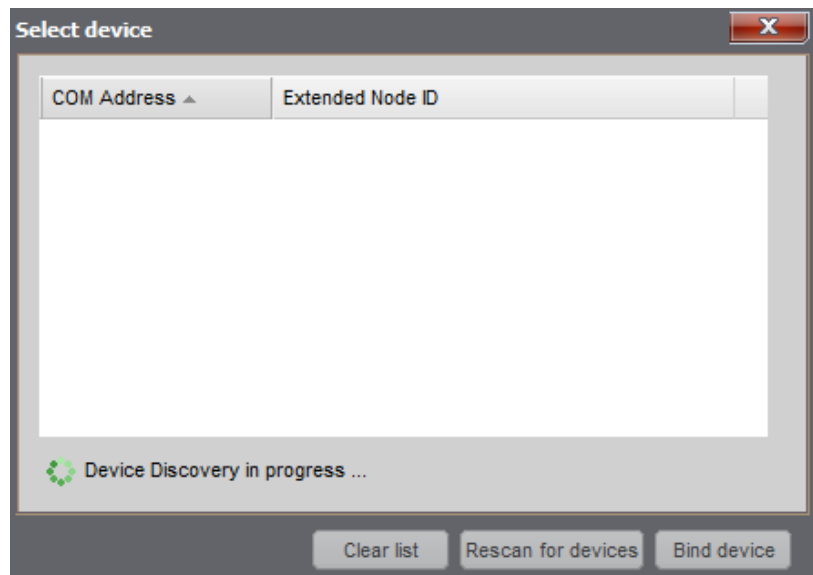 Select device
COM Address Extended Node ID
Device Discovery in progress ...
Clear list Rescan for devices Bind device